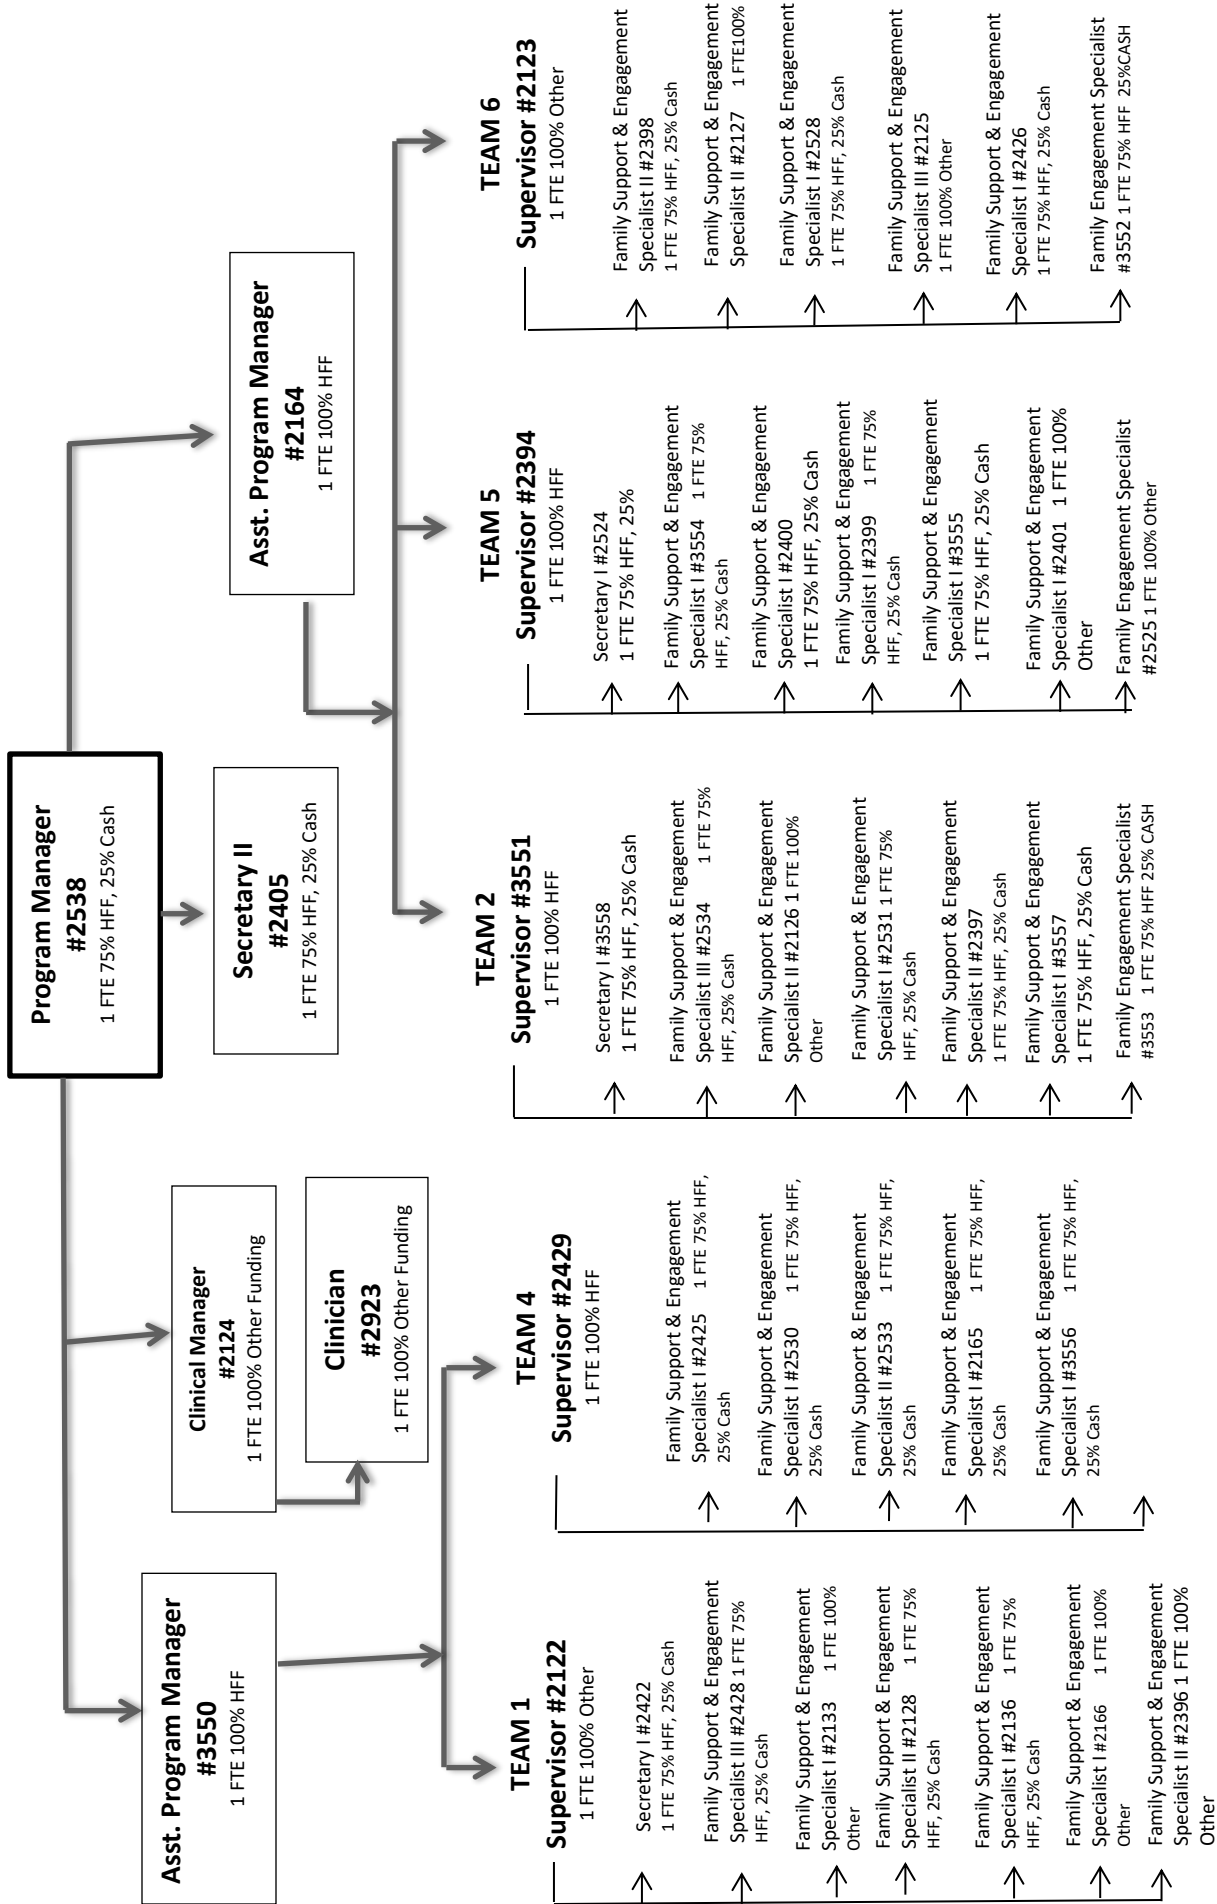 Program Manager
#2538
1 FTE 75% HFF, 25% Cash
Asst. Program Manager
#3550
1 FTE 100% HFF
Clinical Manager
#2124
1 FTE 100% Other Funding
Clinician
#2923
1 FTE 100% Other Funding
Secretary II
#2405
1 FTE 75% HFF, 25% Cash
Asst. Program Manager
#2164
1 FTE 100% HFF
TEAM 1
Supervisor #2122
1 FTE 100% Other
Secretary I #2422
1 FTE 75% HFF, 25% Cash
Family Support & Engagement
Specialist III #2428 1 FTE 75%
HFF, 25% Cash
Family Support & Engagement
Specialist I #2133 1 FTE 100%
Other
Family Support & Engagement
Specialist II #2128 1 FTE 75%
HFF, 25% Cash
Family Support & Engagement
Specialist I #2136 1 FTE 75%
HFF, 25% Cash
Family Support & Engagement
Specialist I #2166 1 FTE 100%
Other
Family Support & Engagement
Specialist II #2396 1 FTE 100%
Other
TEAM 4
Supervisor #2429
1 FTE 100% HFF
Family Support & Engagement
Specialist I #2425 1 FTE 75% HFF,
25% Cash
Family Support & Engagement
Specialist I #2530 1 FTE 75% HFF,
25% Cash
Family Support & Engagement
Specialist II #2533 1 FTE 75% HFF,
25% Cash
Family Support & Engagement
Specialist I #2165 1 FTE 75% HFF,
25% Cash
Family Support & Engagement
Specialist I #3556 1 FTE 75% HFF,
25% Cash
TEAM 2
Supervisor #3551
1 FTE 100% HFF
Secretary I #3558
1 FTE 75% HFF, 25% Cash
Family Support & Engagement
Specialist III #2534 1 FTE 75%
HFF, 25% Cash
Family Support & Engagement
Specialist II #2126 1 FTE 100%
Other
Family Support & Engagement
Specialist I #2531 1 FTE 75%
HFF, 25% Cash
Family Support & Engagement
Specialist II #2397
1 FTE 75% HFF, 25% Cash
Family Support & Engagement
Specialist I #3557
1 FTE 75% HFF, 25% Cash
Family Engagement Specialist
#3553 1 FTE 75% HFF 25% CASH
TEAM 5
Supervisor #2394
1 FTE 100% HFF
Secretary I #2524
1 FTE 75% HFF, 25%
Family Support & Engagement
Specialist I #3554 1 FTE 75%
HFF, 25% Cash
Family Support & Engagement
Specialist I #2400
1 FTE 75% HFF, 25% Cash
Family Support & Engagement
Specialist I #2399 1 FTE 75%
HFF, 25% Cash
Family Support & Engagement
Specialist I #3555
1 FTE 75% HFF, 25% Cash
Family Support & Engagement
Specialist I #2401 1 FTE 100%
Other
Family Engagement Specialist
#2525 1 FTE 100% Other
TEAM 6
Supervisor #2123
1 FTE 100% Other
Family Support & Engagement
Specialist II #2398
1 FTE 75% HFF, 25% Cash
Family Support & Engagement
Specialist II #2127 1 FTE100%
Family Support & Engagement
Specialist I #2528
1 FTE 75% HFF, 25% Cash
Family Support & Engagement
Specialist III #2125
1 FTE 100% Other
Family Support & Engagement
Specialist I #2426
1 FTE 75% HFF, 25% Cash
Family Engagement Specialist
#3552 1 FTE 75% HFF 25%CASH